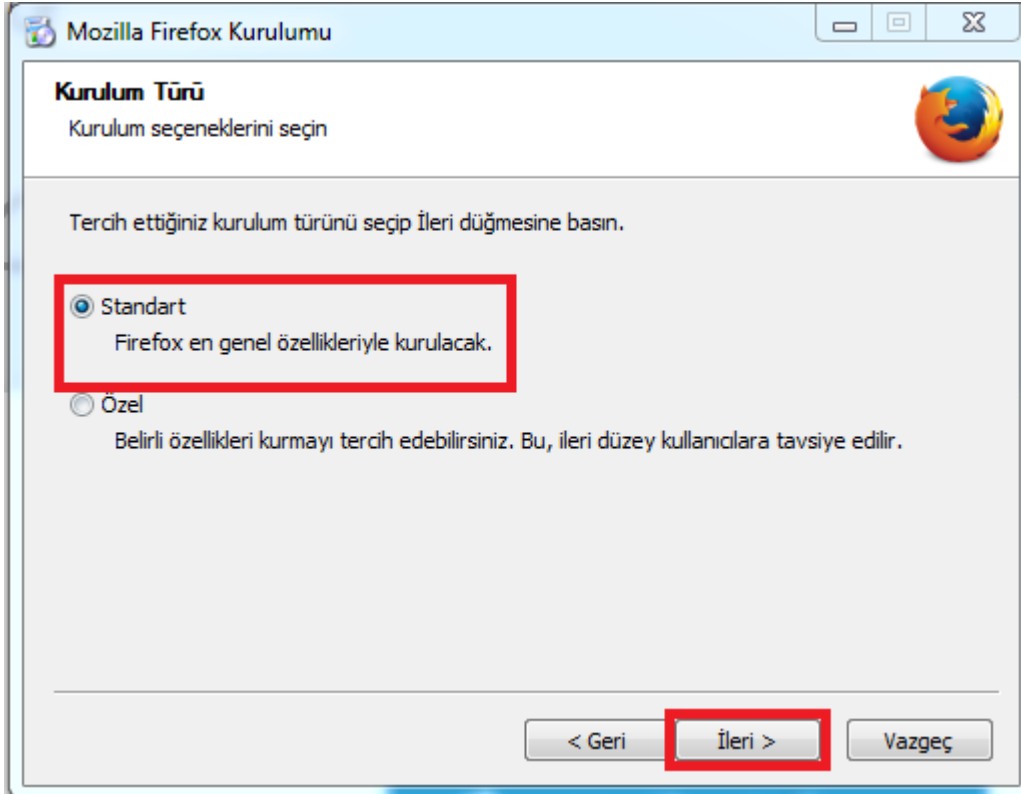 Mozilla Firefox Kurulumu
Kurulum Türü
Kurulum seçeneklerini seçin
Tercih ettiğiniz kurulum türünü seçip İleri düğmesine basın.
Standart
Firefox en genel özellikleriyle kurulacak.
Özel
Belirli özellikleri kurmayı tercih edebilirsiniz. Bu, ileri düzey kullanıcılara tavsiye edilir.
< Geri İleri > Vazgeç